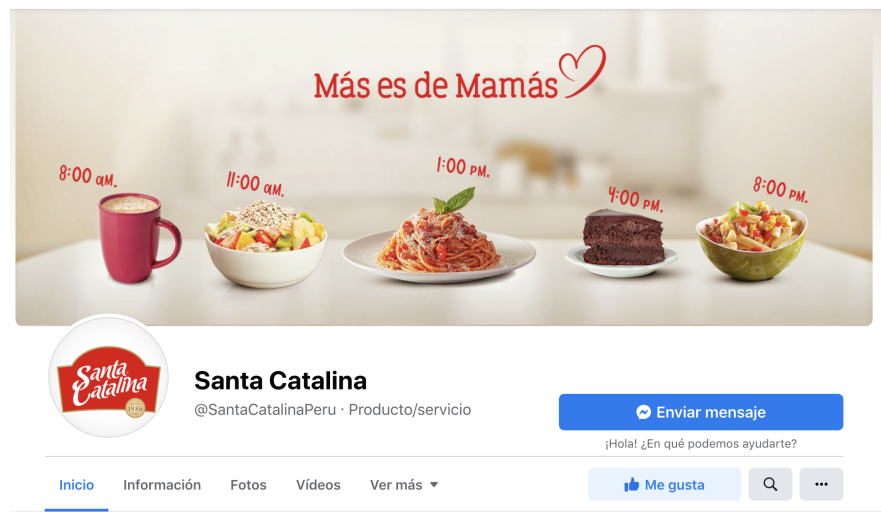 Más es de Mamás
8:00 am.
11:00 am.
1:00 PM.
4:00 PM.
8:00 PM.
Santa
Catalina
1986
Santa Catalina
@SantaCatalinaPeru · Producto/servicio
Enviar mensaje
¡Hola! ¿En qué podemos ayudarte?
Inicio Información Fotos Vídeos Ver más
Me gusta